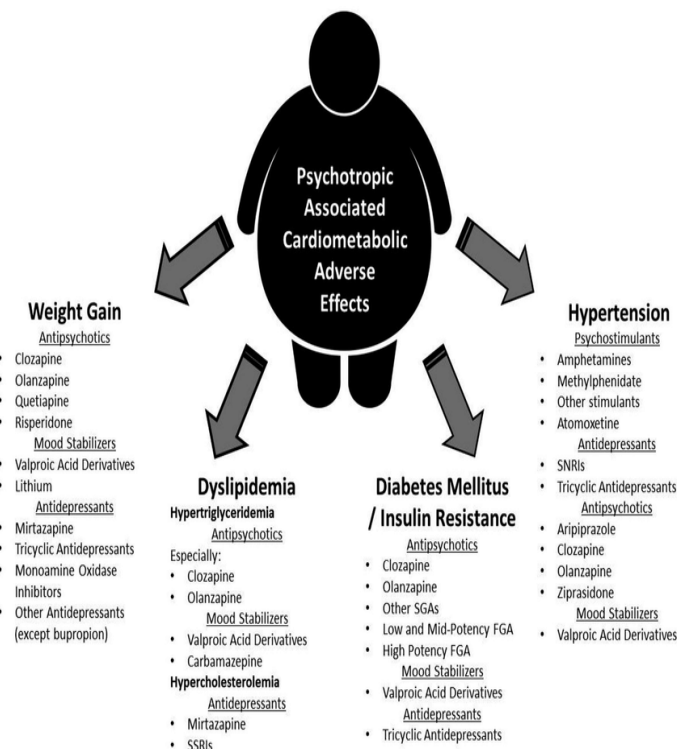 Psychotropic
Associated
Cardiometabolic
Adverse
Effects
Weight Gain
Antipsychotics
• Clozapine
• Olanzapine
• Quetiapine
• Risperidone
Mood Stabilizers
• Valproic Acid Derivatives
• Lithium
Antidepressants
• Mirtazapine
• Tricyclic Antidepressants
• Monoamine Oxidase
Inhibitors
• Other Antidepressants
(except bupropion)
Dyslipidemia
Hypertriglyceridemia
Antipsychotics
Especially:
• Clozapine
• Olanzapine
Mood Stabilizers
• Valproic Acid Derivatives
• Carbamazepine
Hypercholesterolemia
Antidepressants
• Mirtazapine
• SSRIs
Diabetes Mellitus
/ Insulin Resistance
Antipsychotics
• Clozapine
• Olanzapine
• Other SGAs
• Low and Mid-Potency FGA
• High Potency FGA
Mood Stabilizers
• Valproic Acid Derivatives
Antidepressants
• Tricyclic Antidepressants
Hypertension
Psychostimulants
• Amphetamines
• Methylphenidate
• Other stimulants
• Atomoxetine
Antidepressants
• SNRIs
• Tricyclic Antidepressants
Antipsychotics
• Aripiprazole
• Clozapine
• Olanzapine
• Ziprasidone
Mood Stabilizers
• Valproic Acid Derivatives